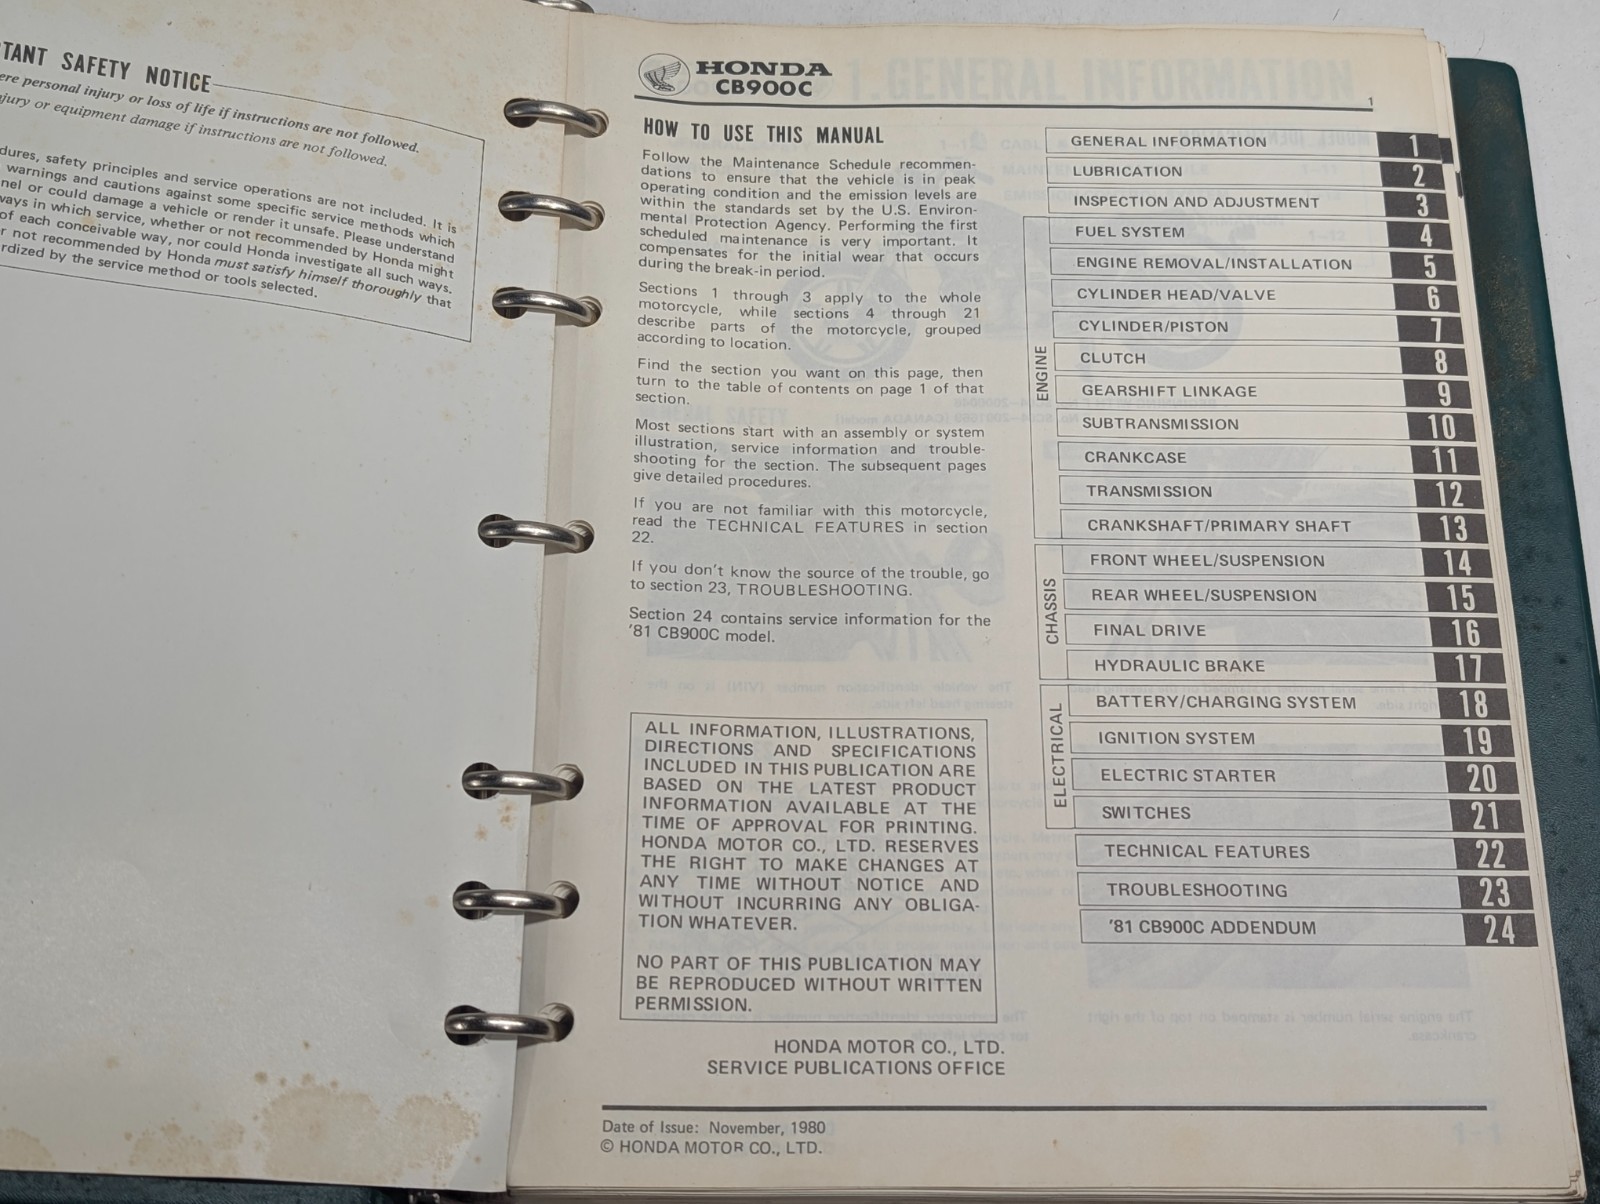 TANT SAFETY NOTICE
ere personal injury or loss of life if instructions are not followed.
jury or equipment damage if instructions are not followed.
dures, safety principles and service operations are not included. It is
warnings and cautions against some specific service methods which
nel or could damage a vehicle or render it unsafe. Please understand
ways in which service, whether or not recommended by Honda might
of each conceivable way, nor could Honda investigate all such ways.
r not recommended by Honda must satisfy himself thoroughly that
rdized by the service method or tools selected.
HONDA
CB900C
1
HOW TO USE THIS MANUAL
Follow the Maintenance Schedule recommen-
dations to ensure that the vehicle is in peak
operating condition and the emission levels are
within the standards set by the U.S. Environ-
mental Protection Agency. Performing the first
scheduled maintenance is very important. It
compensates for the initial wear that occurs
during the break-in period.
Sections 1 through 3 apply to the whole
motorcycle, while sections 4 through 21
describe parts of the motorcycle, grouped
according to location.
Find the section you want on this page, then
turn to the table of contents on page 1 of that
section.
Most sections start with an assembly or system
illustration, service information and trouble-
shooting for the section. The subsequent pages
give detailed procedures.
If you are not familiar with this motorcycle,
read the TECHNICAL FEATURES in section
22.
If you don't know the source of the trouble, go
to section 23, TROUBLESHOOTING.
Section 24 contains service information for the
'81 CB900C model.
ALL INFORMATION, ILLUSTRATIONS,
DIRECTIONS AND SPECIFICATIONS
INCLUDED IN THIS PUBLICATION ARE
BASED ON THE LATEST PRODUCT
INFORMATION AVAILABLE AT THE
TIME OF APPROVAL FOR PRINTING.
HONDA MOTOR CO., LTD. RESERVES
THE RIGHT TO MAKE CHANGES AT
ANY TIME WITHOUT NOTICE AND
WITHOUT INCURRING ANY OBLIGA-
TION WHATEVER.
NO PART OF THIS PUBLICATION MAY
BE REPRODUCED WITHOUT WRITTEN
PERMISSION.
HONDA MOTOR CO., LTD.
SERVICE PUBLICATIONS OFFICE
GENERAL INFORMATION 1
LUBRICATION 2
INSPECTION AND ADJUSTMENT 3
ENGINE
FUEL SYSTEM 4
ENGINE REMOVAL/INSTALLATION 5
CYLINDER HEAD/VALVE 6
CYLINDER/PISTON 7
CLUTCH 8
GEARSHIFT LINKAGE 9
SUBTRANSMISSION 10
CRANKCASE 11
TRANSMISSION 12
CRANKSHAFT/PRIMARY SHAFT 13
CHASSIS
FRONT WHEEL/SUSPENSION 14
REAR WHEEL/SUSPENSION 15
FINAL DRIVE 16
HYDRAULIC BRAKE 17
ELECTRICAL
BATTERY/CHARGING SYSTEM 18
IGNITION SYSTEM 19
ELECTRIC STARTER 20
SWITCHES 21
TECHNICAL FEATURES 22
TROUBLESHOOTING 23
'81 CB900C ADDENDUM 24
Date of Issue: November, 1980
© HONDA MOTOR CO., LTD.